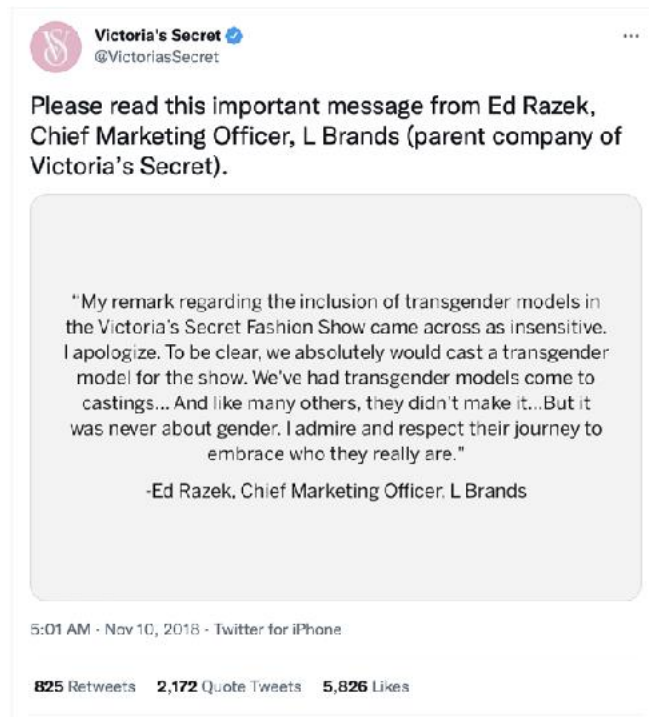 Victoria's Secret
@VictoriasSecret
Please read this important message from Ed Razek,
Chief Marketing Officer, L Brands (parent company of
Victoria's Secret).
"My remark regarding the inclusion of transgender models in
the Victoria's Secret Fashion Show came across as insensitive.
I apologize. To be clear, we absolutely would cast a transgender
model for the show. We've had transgender models come to
castings... And like many others, they didn't make it...But it
was never about gender. I admire and respect their journey to
embrace who they really are."
-Ed Razek, Chief Marketing Officer, L Brands
5:01 AM · Nov 10, 2018 · Twitter for iPhone
825 Retweets 2,172 Quote Tweets 5,826 Likes